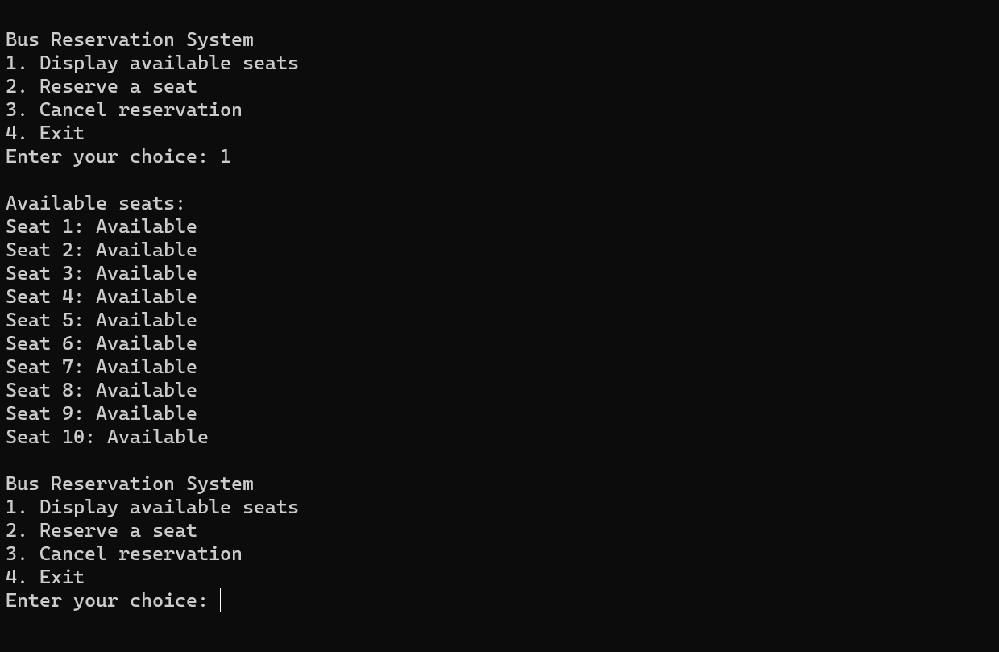 Bus Reservation System
1. Display available seats
2. Reserve a seat
3. Cancel reservation
4. Exit
Enter your choice: 1
Available seats:
Seat 1: Available
Seat 2: Available
Seat 3: Available
Seat 4: Available
Seat 5: Available
Seat 6: Available
Seat 7: Available
Seat 8: Available
Seat 9: Available
Seat 10: Available
Bus Reservation System
1. Display available seats
2. Reserve a seat
3. Cancel reservation
4. Exit
Enter your choice: